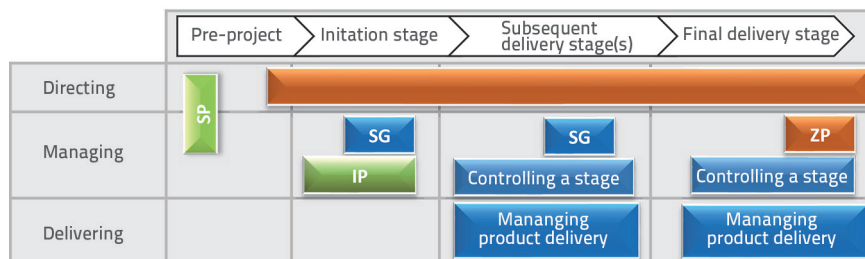 Pre-project
Initation stage
Subsequent
delivery stage(s)
Final delivery stage
Directing
SP
Managing
SG
SG
ZP
IP
Controlling a stage
Controlling a stage
Delivering
Mananging
product delivery
Mananging
product delivery